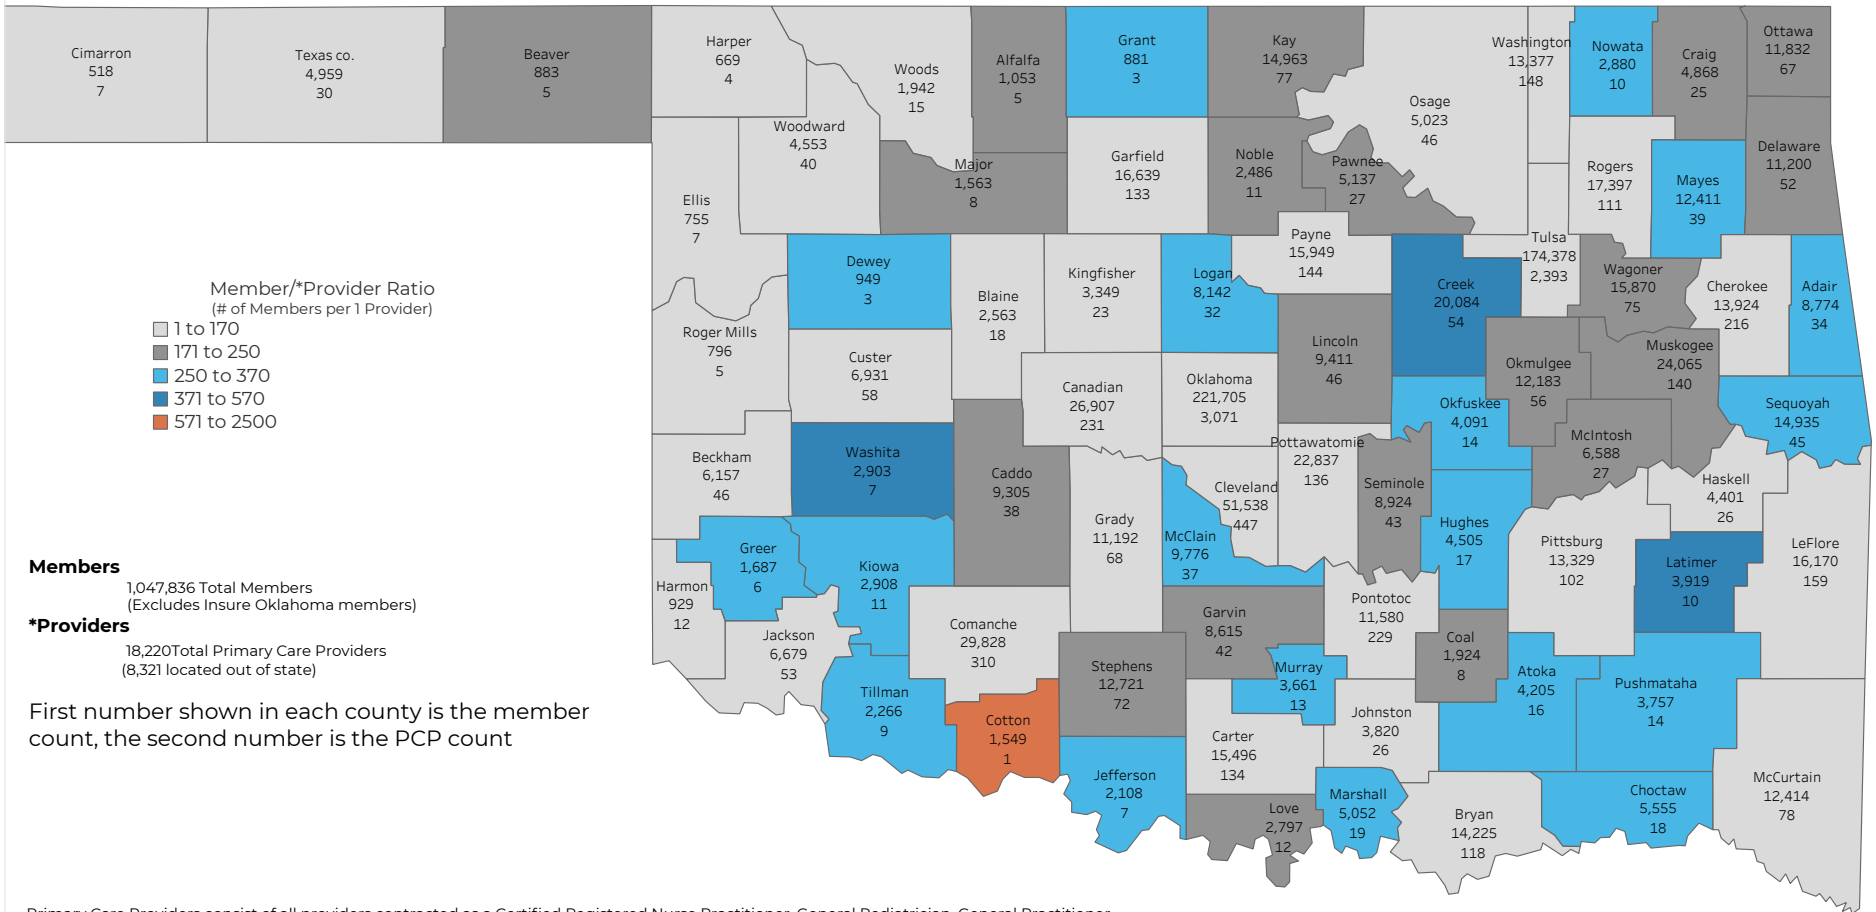 Cimarron
518
7
Texas co.
4,959
30
Beaver
883
5
Harper
669
4
Woods
1,942
15
Alfalfa
1,053
5
Grant
881
3
Kay
14,963
77
Osage
5,023
46
Washington
13,377
148
Nowata
2,880
10
Craig
4,868
25
Ottawa
11,832
67
Woodward
4,553
40
Major
1,563
8
Garfield
16,639
133
Noble
2,486
11
Pawnee
5,137
27
Rogers
17,397
111
Mayes
12,411
39
Delaware
11,200
52
Ellis
755
7
Dewey
949
3
Blaine
2,563
18
Kingfisher
3,349
23
Logan
8,142
32
Payne
15,949
144
Creek
20,084
54
Tulsa
174,378
2,393
Wagoner
15,870
75
Cherokee
13,924
216
Adair
8,774
34
Member/*Provider Ratio
(# of Members per 1 Provider)
1 to 170
171 to 250
250 to 370
371 to 570
571 to 2500
Roger Mills
796
5
Custer
6,931
58
Canadian
26,907
231
Oklahoma
221,705
3,071
Lincoln
9,411
46
Okfuskee
4,091
14
Okmulgee
12,183
56
Muskogee
24,065
140
McIntosh
6,588
27
Sequoyah
14,935
45
Beckham
6,157
46
Washita
2,903
7
Caddo
9,305
38
Grady
11,192
68
Cleveland
51,538
447
Pottawatomie
22,837
136
Seminole
8,924
43
Hughes
4,505
17
Pittsburg
13,329
102
Haskell
4,401
26
Latimer
3,919
10
LeFlore
16,170
159
Harmon
929
12
Greer
1,687
6
Kiowa
2,908
11
Jackson
6,679
53
Comanche
29,828
310
McClain
9,776
37
Garvin
8,615
42
Pontotoc
11,580
229
Coal
1,924
8
Atoka
4,205
16
Pushmataha
3,757
14
Tillman
2,266
9
Cotton
1,549
1
Stephens
12,721
72
Murray
3,661
13
Carter
15,496
134
Johnston
3,820
26
Jefferson
2,108
7
Love
2,797
12
Marshall
5,052
19
Bryan
14,225
118
Choctaw
5,555
18
McCurtain
12,414
78
Members
1,047,836 Total Members
(Excludes Insure Oklahoma members)
*Providers
18,220Total Primary Care Providers
(8,321 located out of state)
First number shown in each county is the member
count, the second number is the PCP count
Primary Care Providers consist of all providers contracted as a Certified Registered Nurse Practitioner, General Pediatrician, General Practitioner,